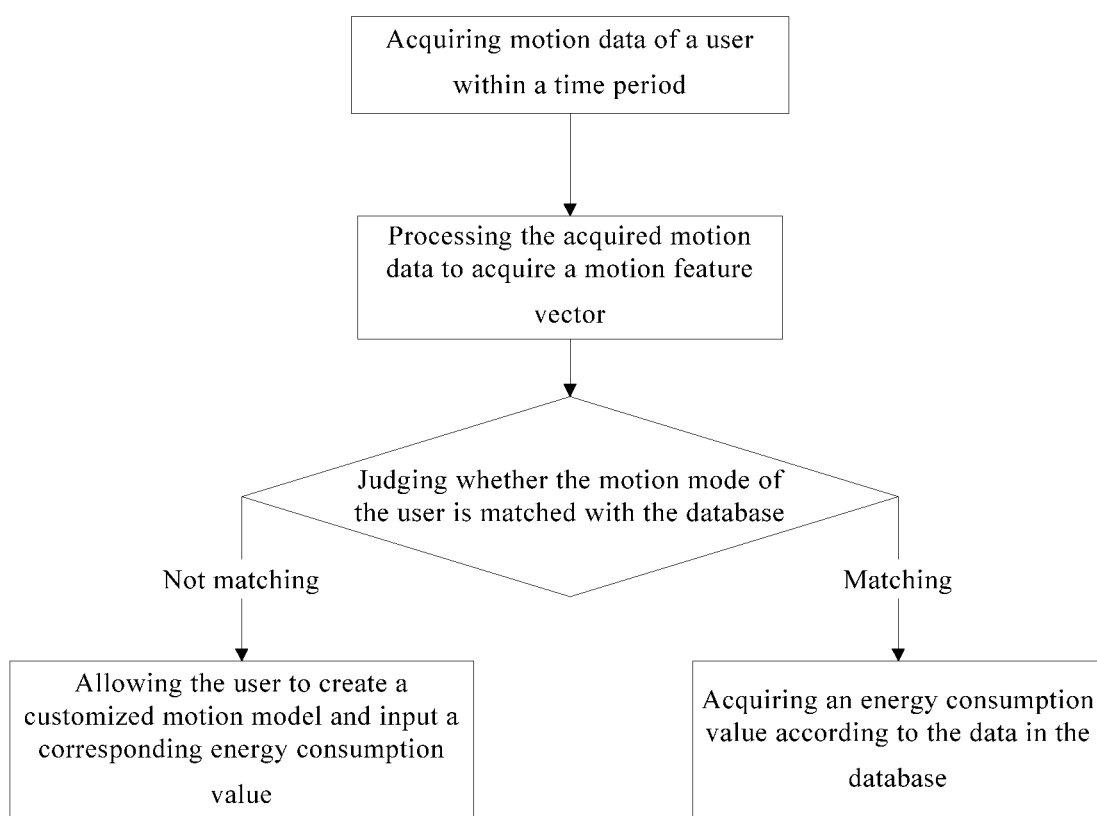 Acquiring motion data of a user
within a time period
Processing the acquired motion
data to acquire a motion feature
vector
Judging whether the motion mode of
the user is matched with the database
Not matching
Matching
Allowing the user to create a
customized motion model and input a
corresponding energy consumption
value
Acquiring an energy consumption
value according to the data in the
database